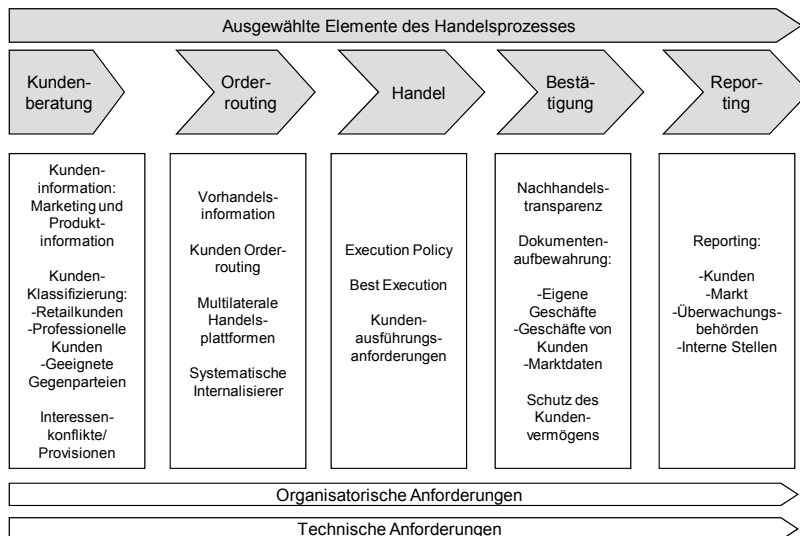 Ausgewählte Elemente des Handelsprozesses
Kunden-
beratung
Order-
routing
Handel
Bestä-
tigung
Repor-
ting
Kunden-
information:
Marketing und
Produkt-
information
Kunden-
Klassifizierung:
-Retailkunden
-Professionelle
Kunden
-Geeignete
Gegenparteien
Interessen-
konflikte/
Provisionen
Vorhandels-
information
Kunden Order-
routing
Multilaterale
Handels-
plattformen
Systematische
Internalisierer
Execution Policy
Best Execution
Kunden-
ausführungs-
anforderungen
Nachhandels-
transparenz
Dokumenten-
aufbewahrung:
-Eigene
Geschäfte
-Geschäfte von
Kunden
-Marktdaten
Schutz des
Kunden-
vermögens
Reporting:
-Kunden
-Markt
-Überwachungs-
behörden
-Interne Stellen
Organisatorische Anforderungen
Technische Anforderungen